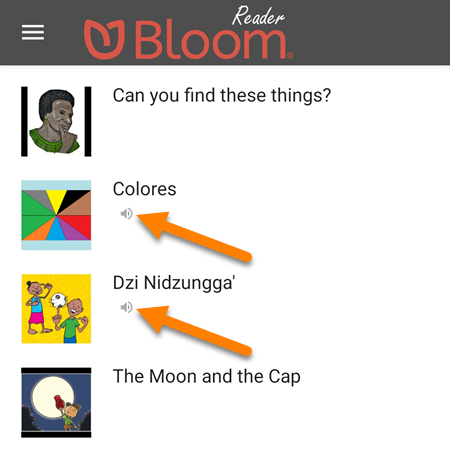 Reader
Bloom®
Can you find these things?
Colores
Dzi Nidzungga'
The Moon and the Cap